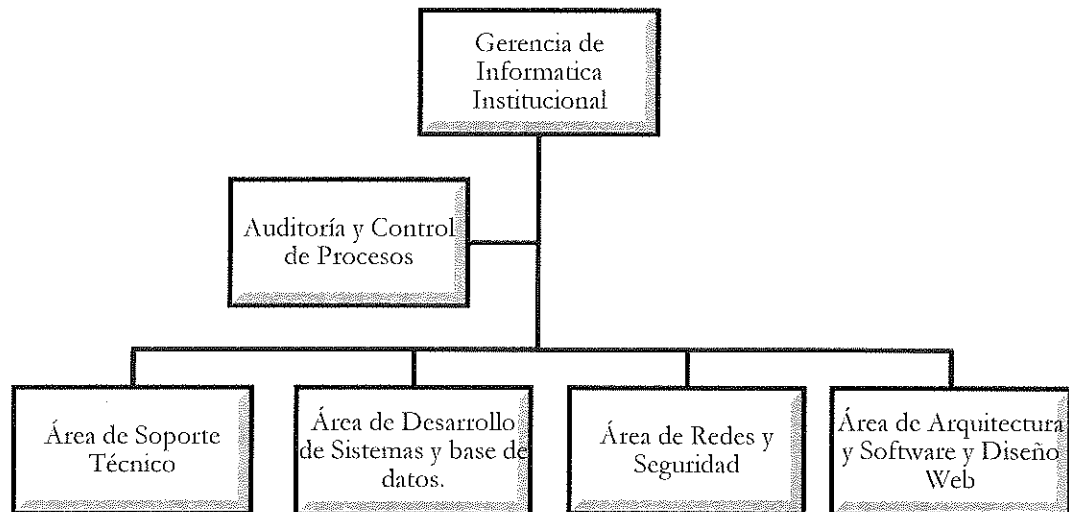 Gerencia de
Informatica
Institucional
Auditoría y Control
de Procesos
Área de Soporte
Técnico
Área de Desarrollo
de Sistemas y base de
datos.
Área de Redes y
Seguridad
Área de Arquitectura
y Software y Diseño
Web